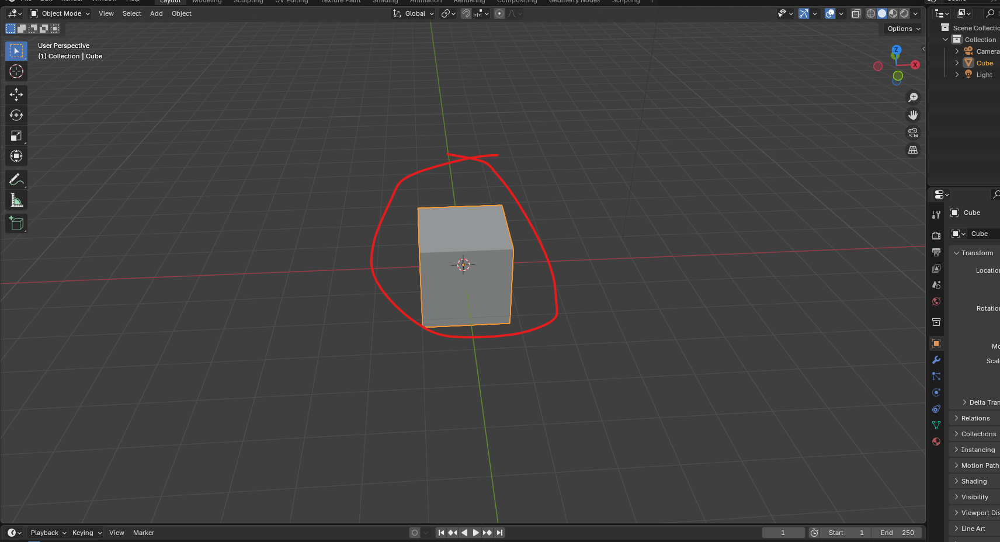 Layout Modeling Sculpting UV Editing Texture Paint Shading Animation Rendering Compositing Geometry Nodes Scripting
Object Mode View Select Add Object Global
Options
User Perspective
(1) Collection | Cube
Z
X
Scene Collectio
Collection
Camera
Cube
Light
Cube
Cube
Transform
Locatio
Rotatio
Mo
Scal
Delta Tran
Relations
Collections
Instancing
Motion Path
Shading
Visibility
Viewport Dis
Line Art
Playback Keying View Marker 1 Start 1 End 250